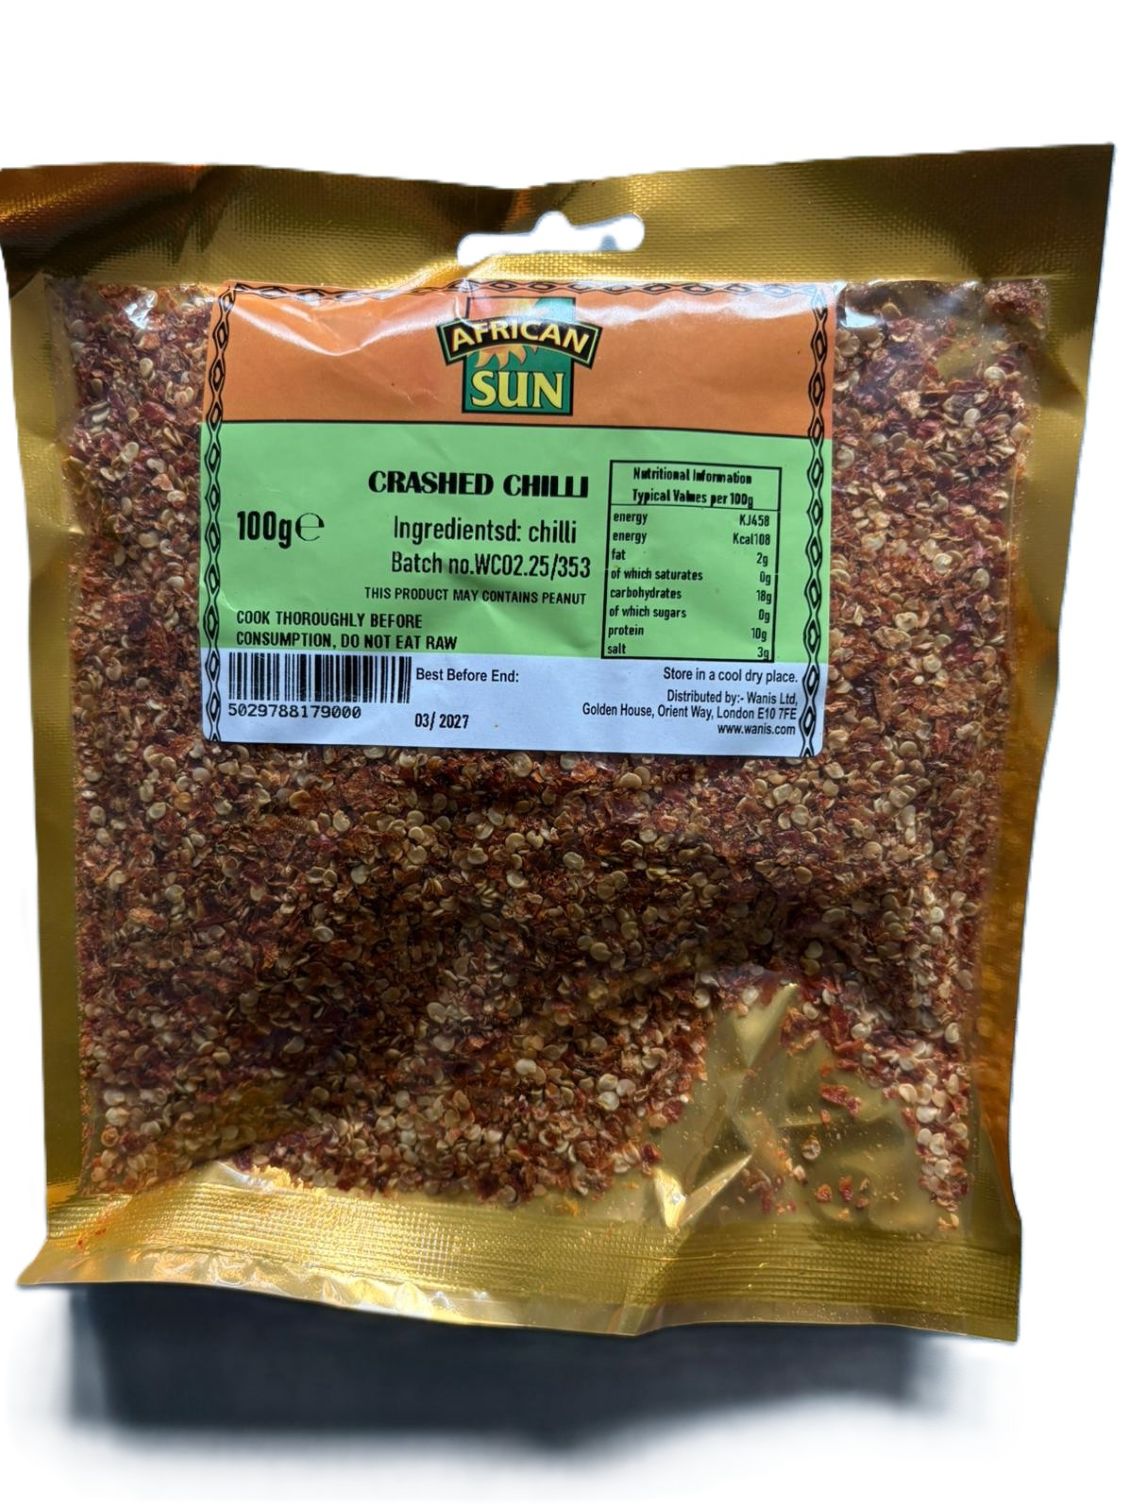 AFRICAN
SUN
CRASHED CHILLI
100g℮
Ingredientsd: chilli
Batch no.WC02.25/353
THIS PRODUCT MAY CONTAINS PEANUT
COOK THOROUGHLY BEFORE
CONSUMPTION, DO NOT EAT RAW
Nutritional Information
Typical Values per 100g
energy KJ458
energy Kcal108
fat 2g
of which saturates 0g
carbohydrates 18g
of which sugars 0g
protein 10g
salt 3g
5029788179000
Best Before End:
03/ 2027
Store in a cool dry place.
Distributed by:- Wanis Ltd,
Golden House, Orient Way, London E10 7FE
www.wanis.com